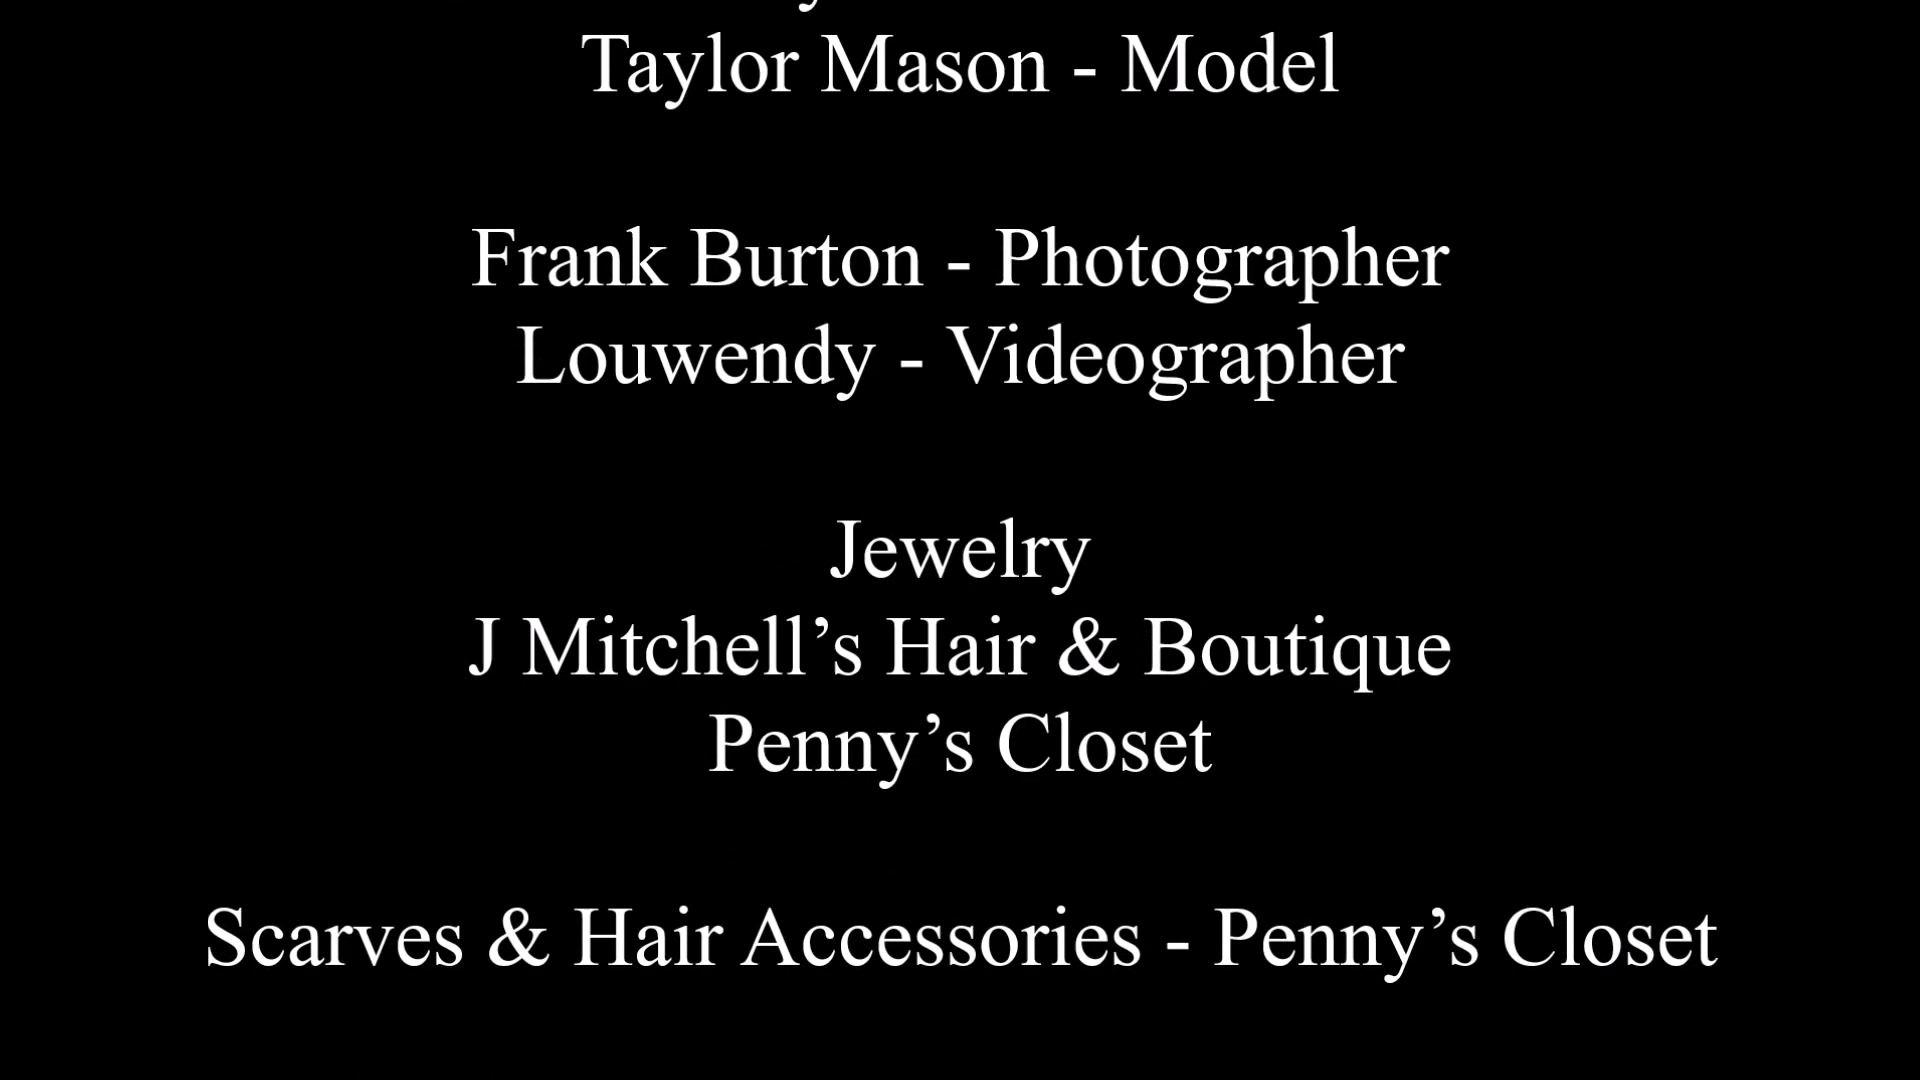 Taylor Mason - Model
Frank Burton - Photographer
Louwendy - Videographer
Jewelry
J Mitchell’s Hair & Boutique
Penny’s Closet
Scarves & Hair Accessories - Penny’s Closet